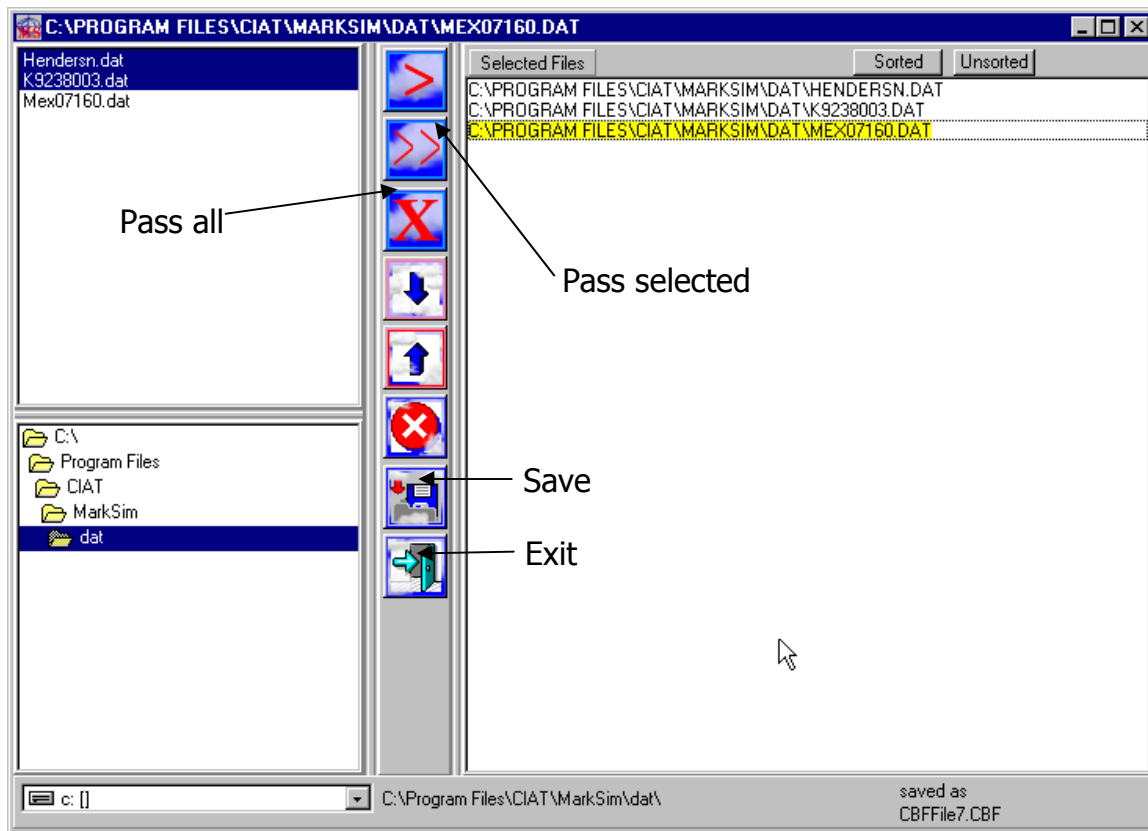 C:\PROGRAM FILES\CIAT\MARKSIM\DAT\MEX07160.DAT
Hendersn.dat
K9238003.dat
Mex07160.dat
Selected Files
Sorted
Unsorted
C:\PROGRAM FILES\CIAT\MARKSIM\DAT\HENDERSN.DAT
C:\PROGRAM FILES\CIAT\MARKSIM\DAT\K9238003.DAT
C:\PROGRAM FILES\CIAT\MARKSIM\DAT\MEX07160.DAT
>
>>
X
Pass all
Pass selected
C:\
Program Files
CIAT
MarkSim
dat
Save
Exit
c: []
C:\Program Files\CIAT\MarkSim\dat\
saved as
CBFFile7.CBF